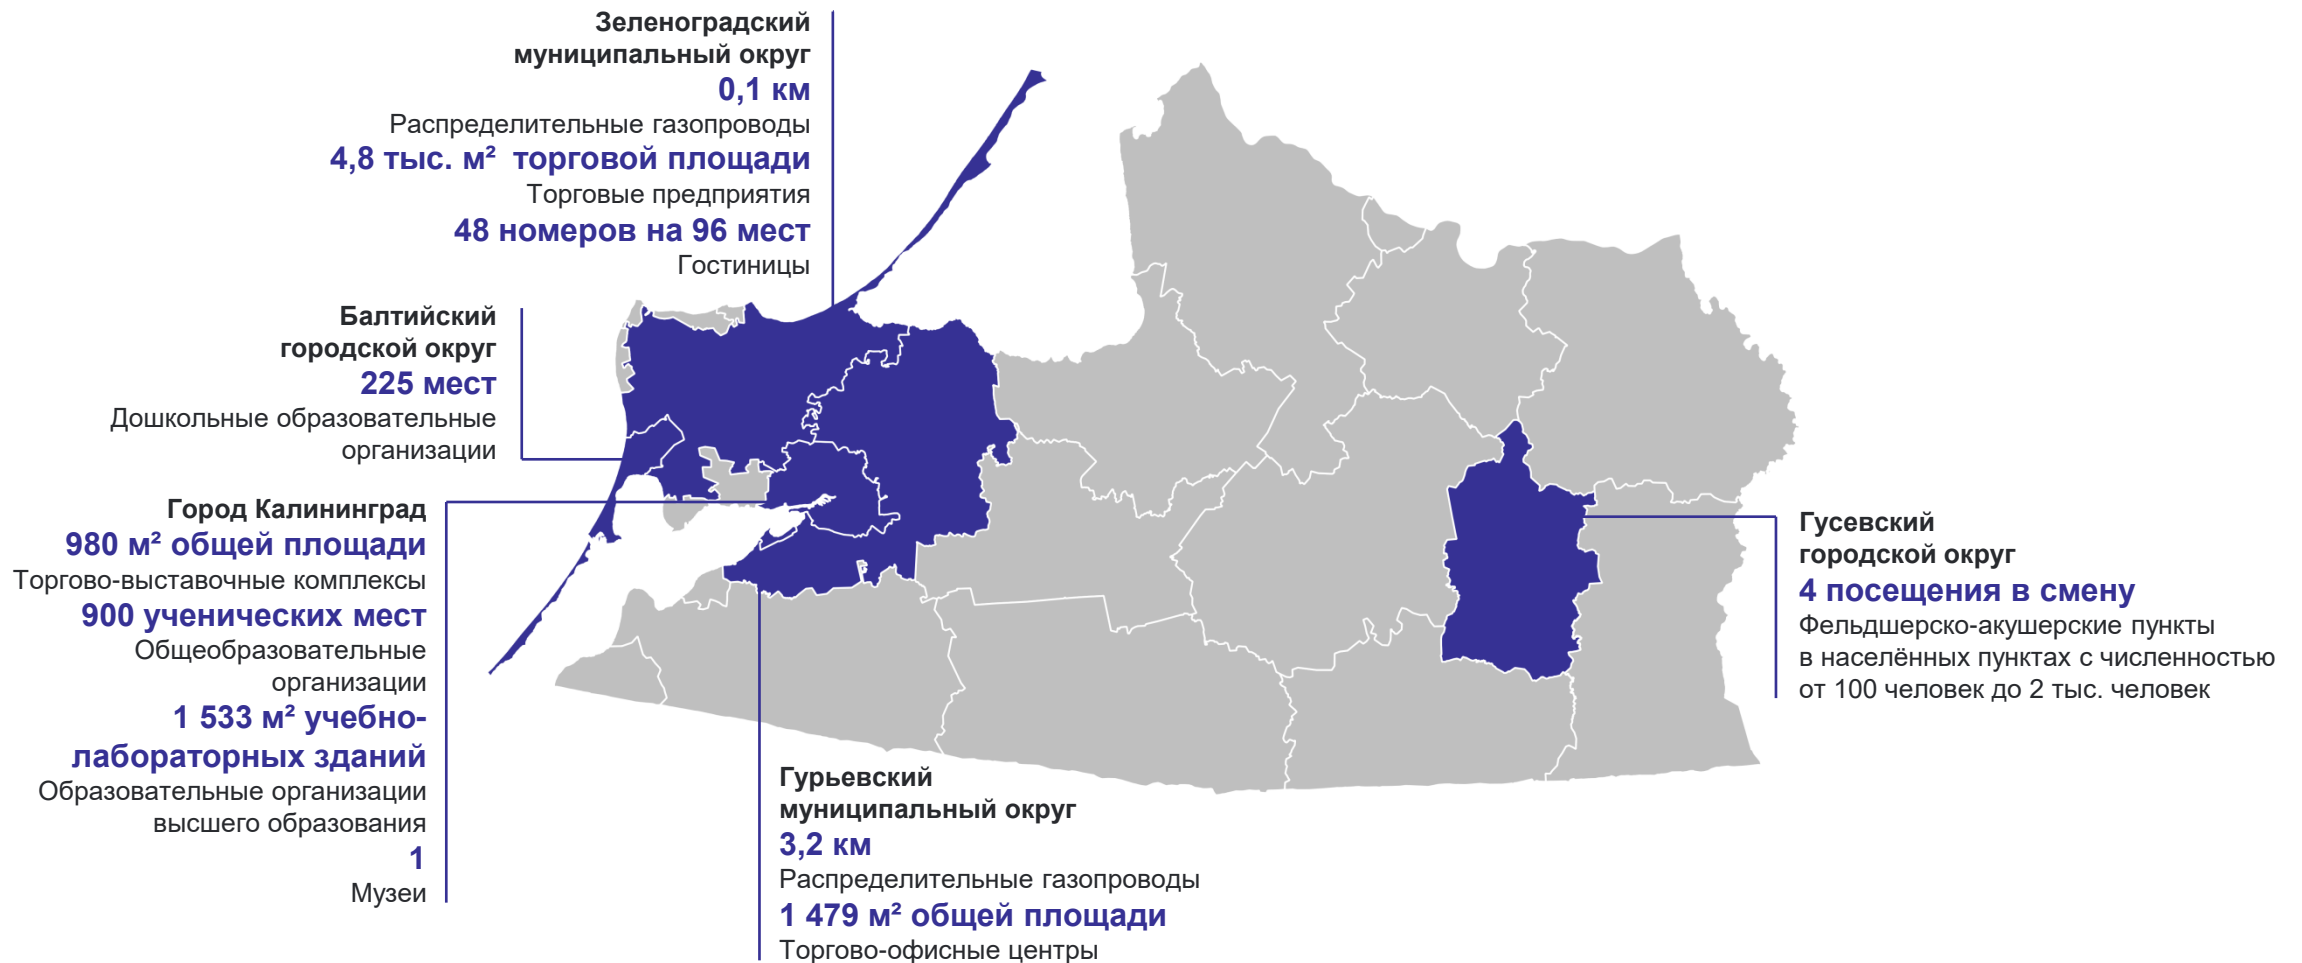 Зеленоградский
муниципальный округ
0,1 км
Распределительные газопроводы
4,8 тыс. м² торговой площади
Торговые предприятия
48 номеров на 96 мест
Гостиницы
Балтийский
городской округ
225 мест
Дошкольные образовательные
организации
Город Калининград
980 м² общей площади
Торгово-выставочные комплексы
900 ученических мест
Общеобразовательные
организации
1 533 м² учебно-
лабораторных зданий
Образовательные организации
высшего образования
1
Музеи
Гурьевский
муниципальный округ
3,2 км
Распределительные газопроводы
1 479 м² общей площади
Торгово-офисные центры
Гусевский
городской округ
4 посещения в смену
Фельдшерско-акушерские пункты
в населённых пунктах с численностью
от 100 человек до 2 тыс. человек